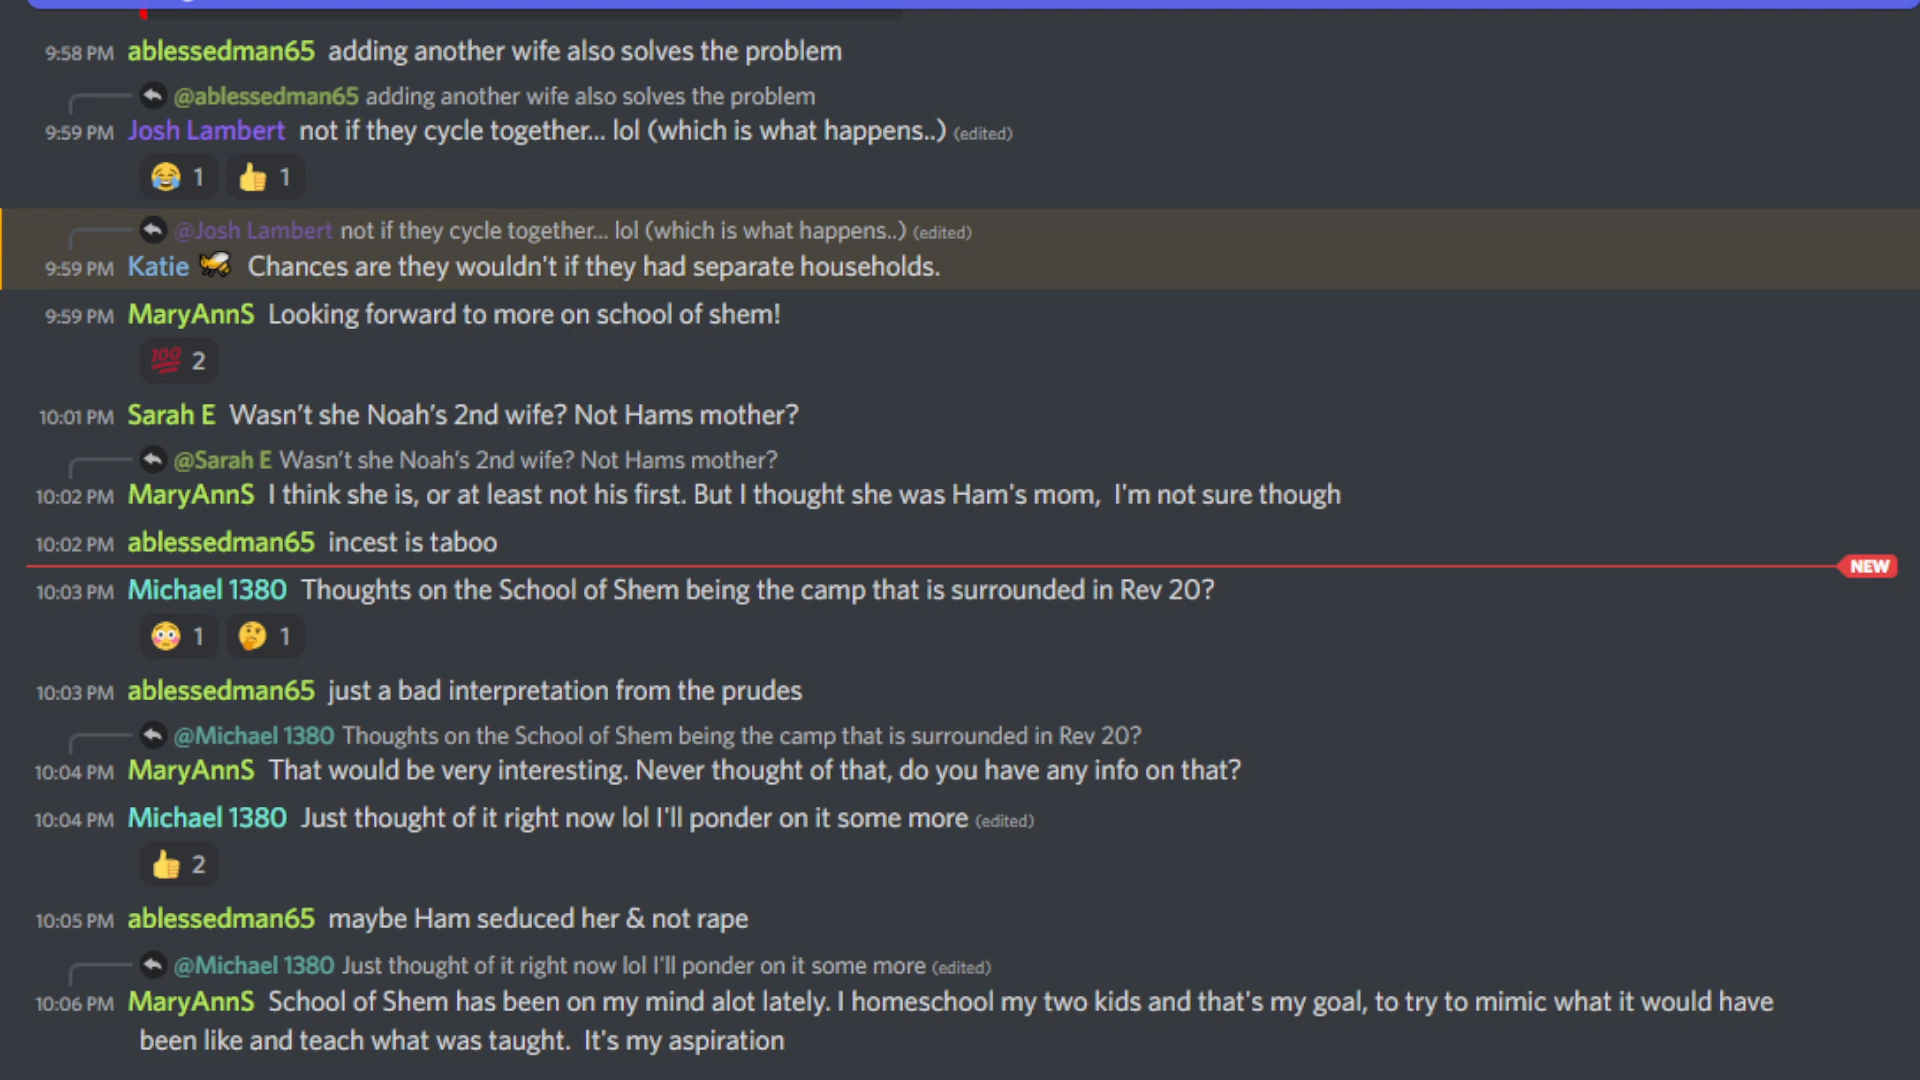 9:58 PM ablessedman65 adding another wife also solves the problem
@ablessedman65 adding another wife also solves the problem
9:59 PM Josh Lambert not if they cycle together... lol (which is what happens..) (edited)
1 1
@Josh Lambert not if they cycle together... lol (which is what happens..) (edited)
9:59 PM Katie Chances are they wouldn't if they had separate households.
9:59 PM MaryAnnS Looking forward to more on school of shem!
100 2
10:01 PM Sarah E Wasn't she Noah's 2nd wife? Not Hams mother?
@Sarah E Wasn't she Noah's 2nd wife? Not Hams mother?
10:02 PM MaryAnnS I think she is, or at least not his first. But I thought she was Ham's mom, I'm not sure though
10:02 PM ablessedman65 incest is taboo
NEW
10:03 PM Michael 1380 Thoughts on the School of Shem being the camp that is surrounded in Rev 20?
1 1
10:03 PM ablessedman65 just a bad interpretation from the prudes
@Michael 1380 Thoughts on the School of Shem being the camp that is surrounded in Rev 20?
10:04 PM MaryAnnS That would be very interesting. Never thought of that, do you have any info on that?
10:04 PM Michael 1380 Just thought of it right now lol I'll ponder on it some more (edited)
2
10:05 PM ablessedman65 maybe Ham seduced her & not rape
@Michael 1380 Just thought of it right now lol I'll ponder on it some more (edited)
10:06 PM MaryAnnS School of Shem has been on my mind alot lately. I homeschool my two kids and that's my goal, to try to mimic what it would have
been like and teach what was taught. It's my aspiration